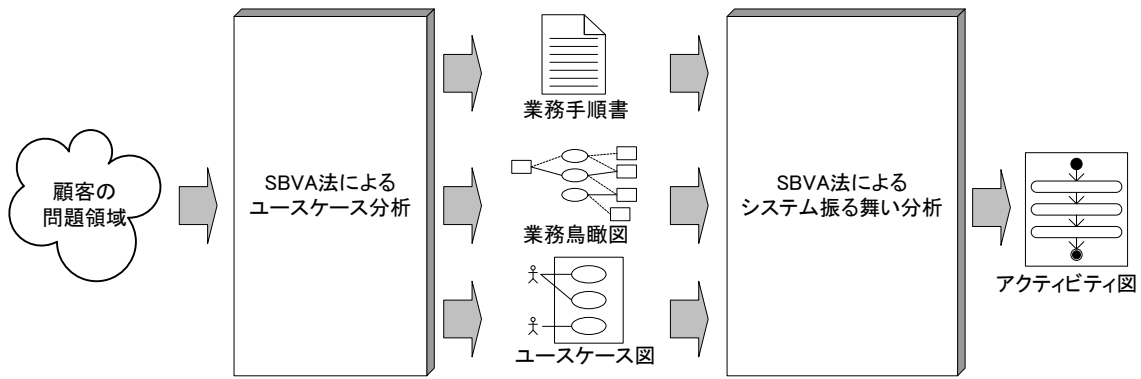 顧客の
問題領域
SBVA法による
ユースケース分析
業務手順書
業務鳥瞰図
ユースケース図
SBVA法による
システム振る舞い分析
アクティビティ図